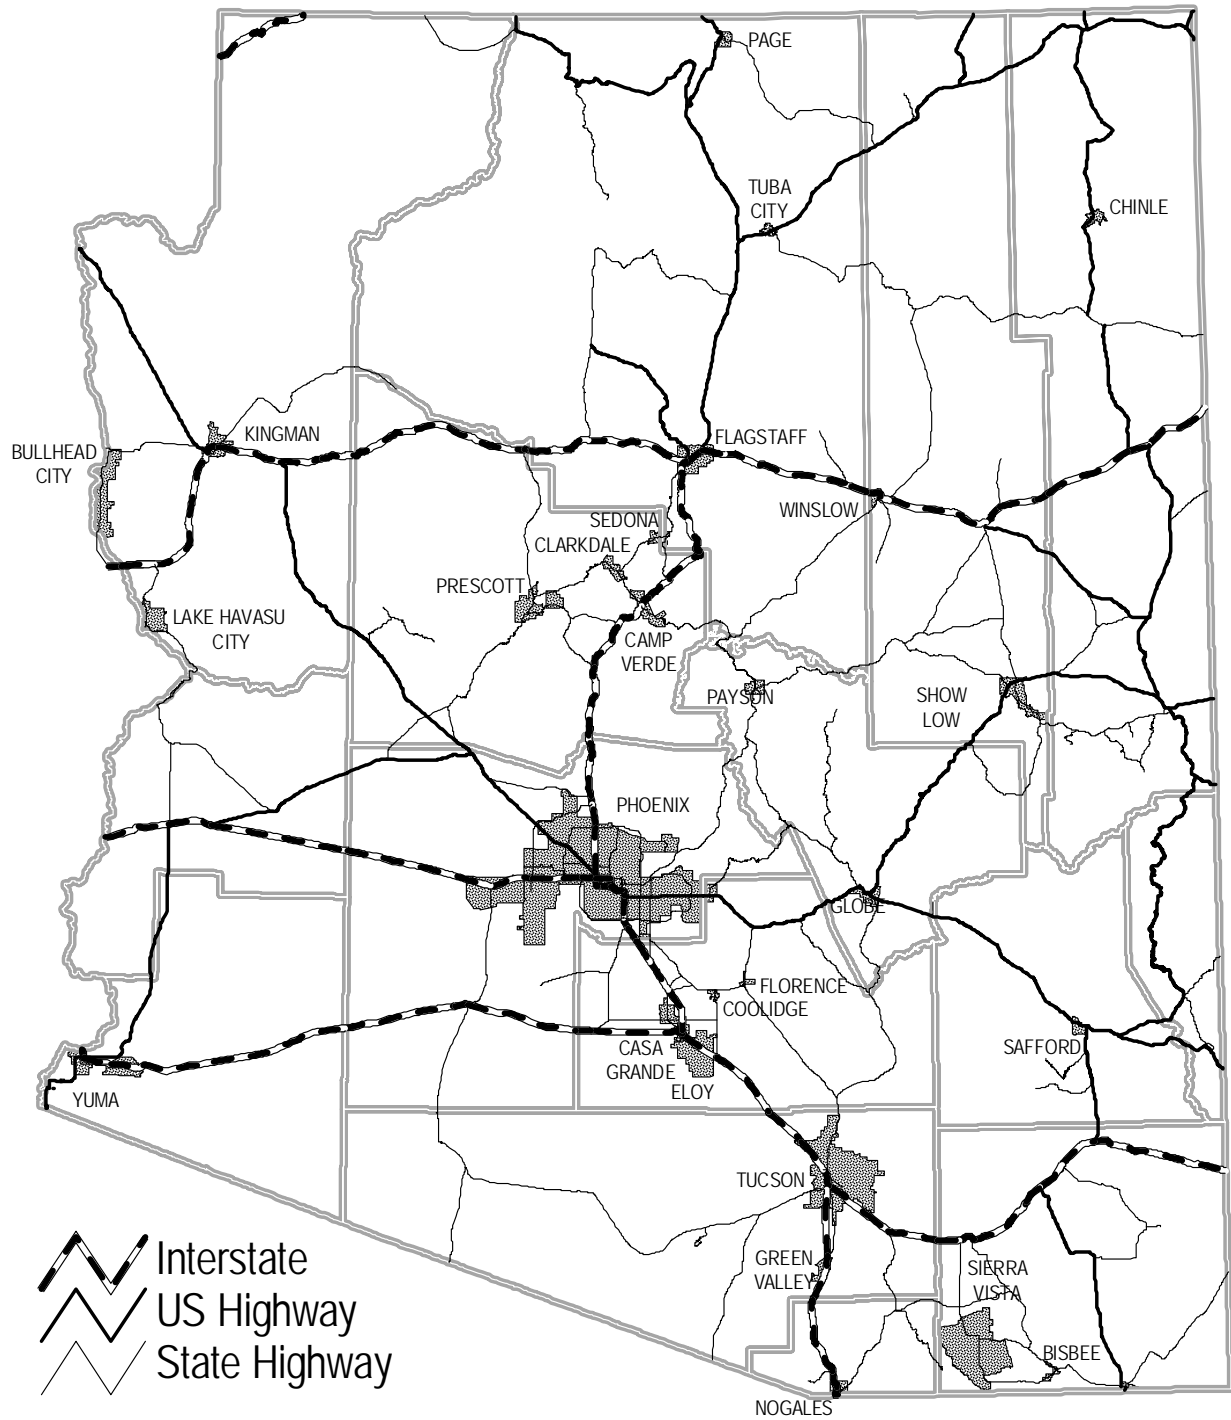 PAGE
TUBA
CITY
CHINLE
KINGMAN
FLAGSTAFF
BULLHEAD
CITY
WINSLOW
SEDONA
CLARKDALE
PRESCOTT
LAKE HAVASU
CITY
CAMP
VERDE
PAYSON
SHOW
LOW
PHOENIX
GLOBE
FLORENCE
COOLIDGE
CASA
GRANDE
ELOY
SAFFORD
YUMA
TUCSON
GREEN
VALLEY
SIERRA
VISTA
BISBEE
NOGALES
Interstate
US Highway
State Highway